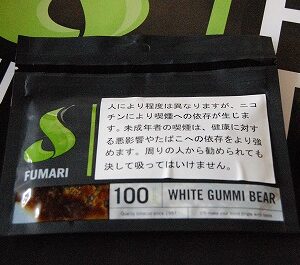 人により程度は異なりますが、ニコ
チンにより喫煙への依存が生じま
す。未成年者の喫煙は、健康に対す
る悪影響やたばこへの依存をより強
めます。周りの人から勧められても
決して吸ってはいけません。
FUMARI
100 WHITE GUMMI BEAR